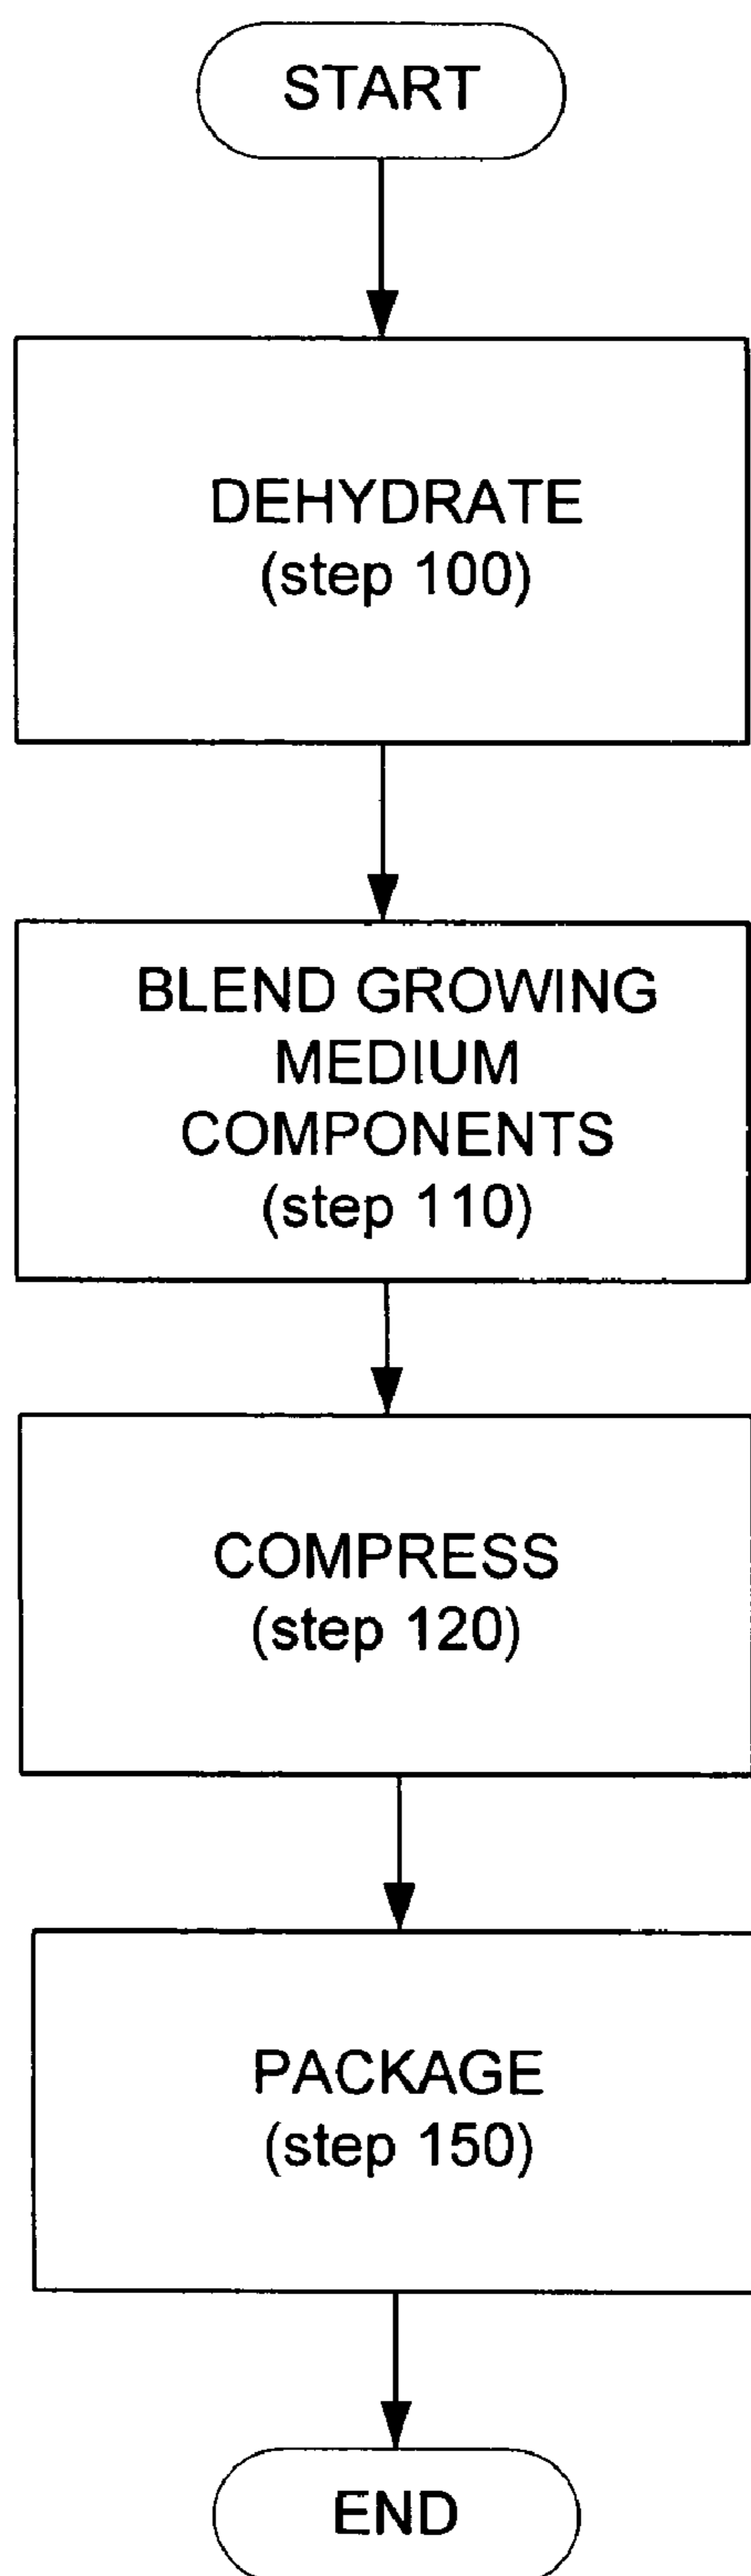 START
DEHYDRATE
(step 100)
BLEND GROWING
MEDIUM
COMPONENTS
(step 110)
COMPRESS
(step 120)
PACKAGE
(step 150)
END